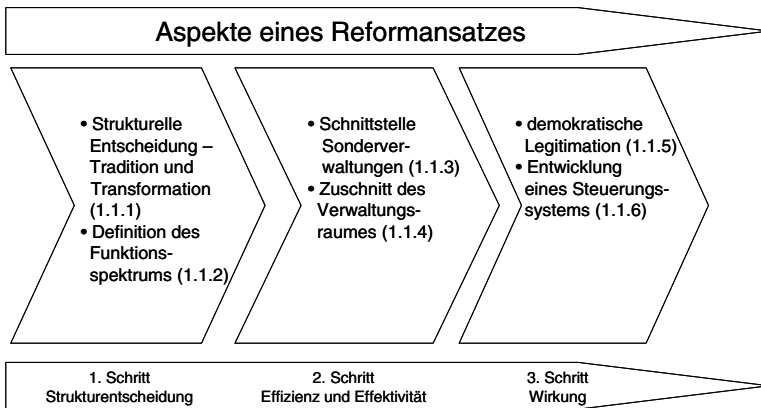 Aspekte eines Reformansatzes
• Strukturelle
Entscheidung –
Tradition und
Transformation
(1.1.1)
• Definition des
Funktions-
spektrums (1.1.2)
• Schnittstelle
Sonderver-
waltungen (1.1.3)
• Zuschnitt des
Verwaltungs-
raumes (1.1.4)
• demokratische
Legitimation (1.1.5)
• Entwicklung
eines Steuerungs-
systems (1.1.6)
1. Schritt
Strukturentscheidung
2. Schritt
Effizienz und Effektivität
3. Schritt
Wirkung